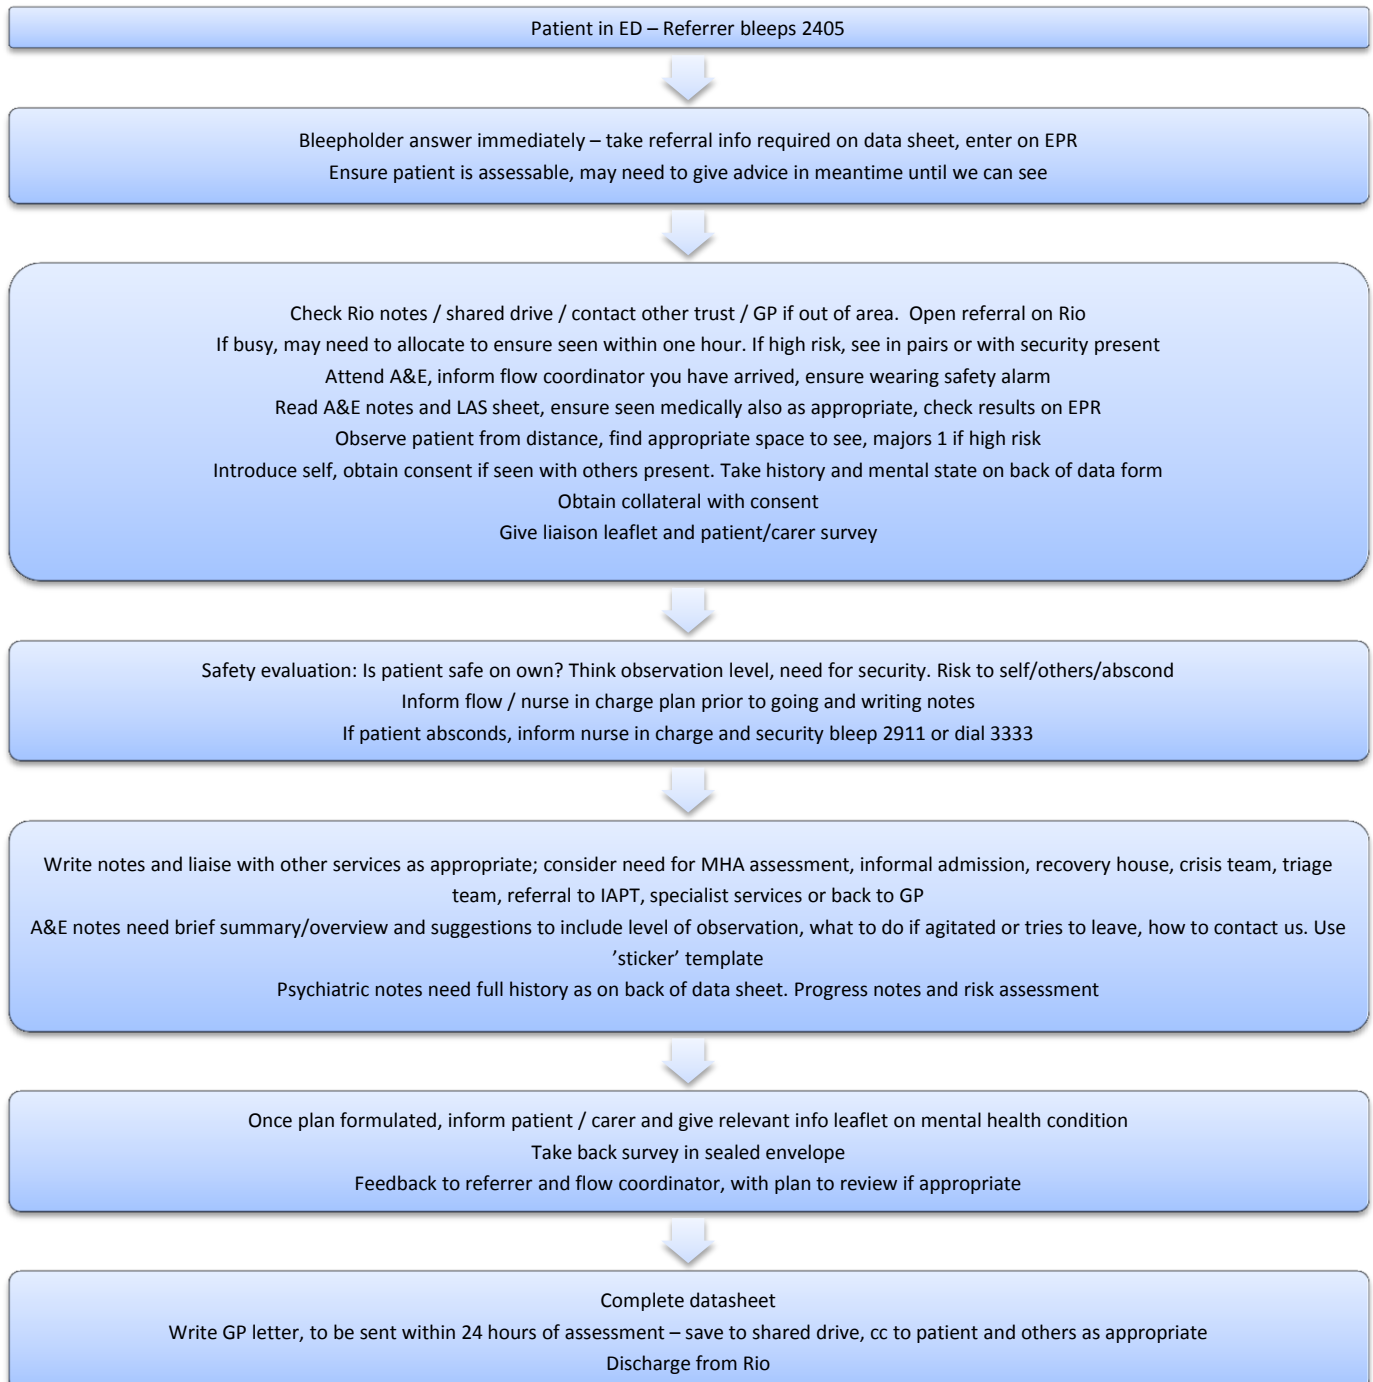 Patient in ED – Referrer bleeps 2405
Bleepholder answer immediately – take referral info required on data sheet, enter on EPR
Ensure patient is assessable, may need to give advice in meantime until we can see
Check Rio notes / shared drive / contact other trust / GP if out of area.  Open referral on Rio
If busy, may need to allocate to ensure seen within one hour. If high risk, see in pairs or with security present
Attend A&E, inform flow coordinator you have arrived, ensure wearing safety alarm
Read A&E notes and LAS sheet, ensure seen medically also as appropriate, check results on EPR
Observe patient from distance, find appropriate space to see, majors 1 if high risk
Introduce self, obtain consent if seen with others present. Take history and mental state on back of data form
Obtain collateral with consent
Give liaison leaflet and patient/carer survey
Safety evaluation: Is patient safe on own? Think observation level, need for security. Risk to self/others/abscond
Inform flow / nurse in charge plan prior to going and writing notes
If patient absconds, inform nurse in charge and security bleep 2911 or dial 3333
Write notes and liaise with other services as appropriate; consider need for MHA assessment, informal admission, recovery house, crisis team, triage
team, referral to IAPT, specialist services or back to GP
A&E notes need brief summary/overview and suggestions to include level of observation, what to do if agitated or tries to leave, how to contact us. Use
’sticker’ template
Psychiatric notes need full history as on back of data sheet. Progress notes and risk assessment
Once plan formulated, inform patient / carer and give relevant info leaflet on mental health condition
Take back survey in sealed envelope
Feedback to referrer and flow coordinator, with plan to review if appropriate
Complete datasheet
Write GP letter, to be sent within 24 hours of assessment – save to shared drive, cc to patient and others as appropriate
Discharge from Rio